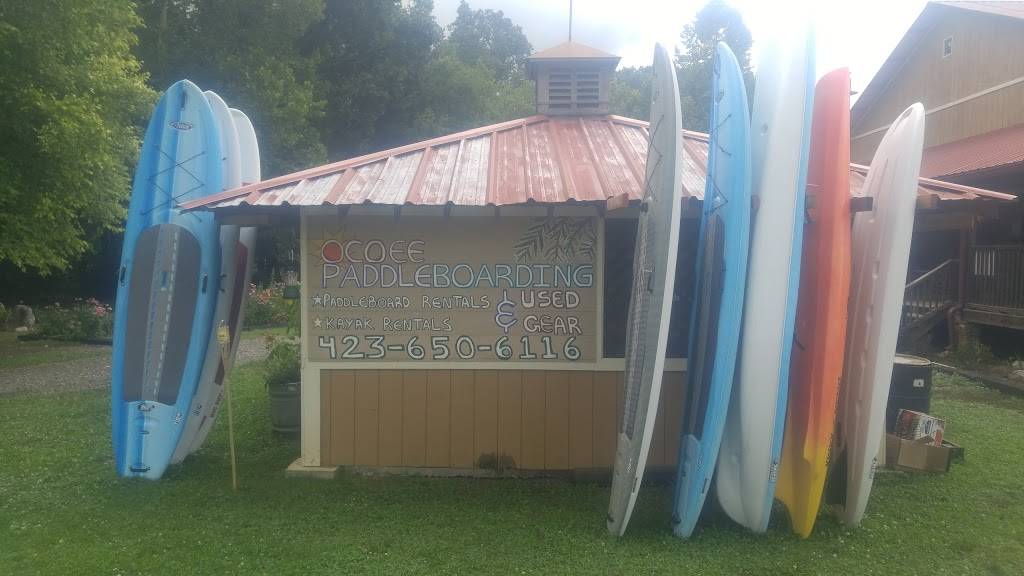 OCOEE
PADDLEBOARDING
★PADDLEBOARD RENTALS & USED
★KAYAK RENTALS GEAR
423-650-6116